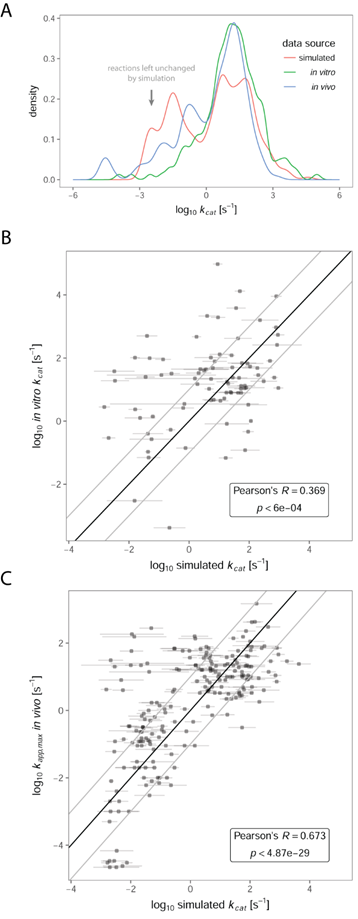 A
0.4
0.3
0.2
0.1
0.0
density
reactions left unchanged
by simulation
data source
simulated
in vitro
in vivo
−6
−3
0
3
6
log10 kcat [s−1]
B
4
2
0
−2
log10 in vitro kcat [s−1]
Pearson's R = 0.369
p < 6e−04
−4
−2
0
2
4
log10 simulated kcat [s−1]
C
2
0
−2
−4
log10 kapp,max in vivo [s−1]
Pearson's R = 0.673
p < 4.87e−29
−4
−2
0
2
4
log10 simulated kcat [s−1]